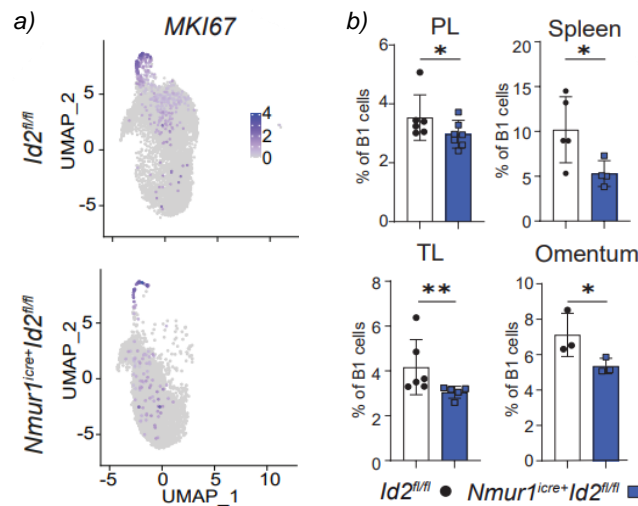 a)
MKI67
Id2fl/fl
UMAP_2
5
0
-5
4
2
0
Nmur1icre+Id2fl/fl
UMAP_2
5
0
-5
-5 0 5 10
UMAP_1
b)
PL
% of B1 cells
6
4
2
0
*
Spleen
% of B1 cells
20
15
10
5
0
*
TL
% of B1 cells
8
6
4
2
0
**
Omentum
% of B1 cells
10
8
6
4
2
0
*
Id2fl/fl Nmur1icre+Id2fl/fl